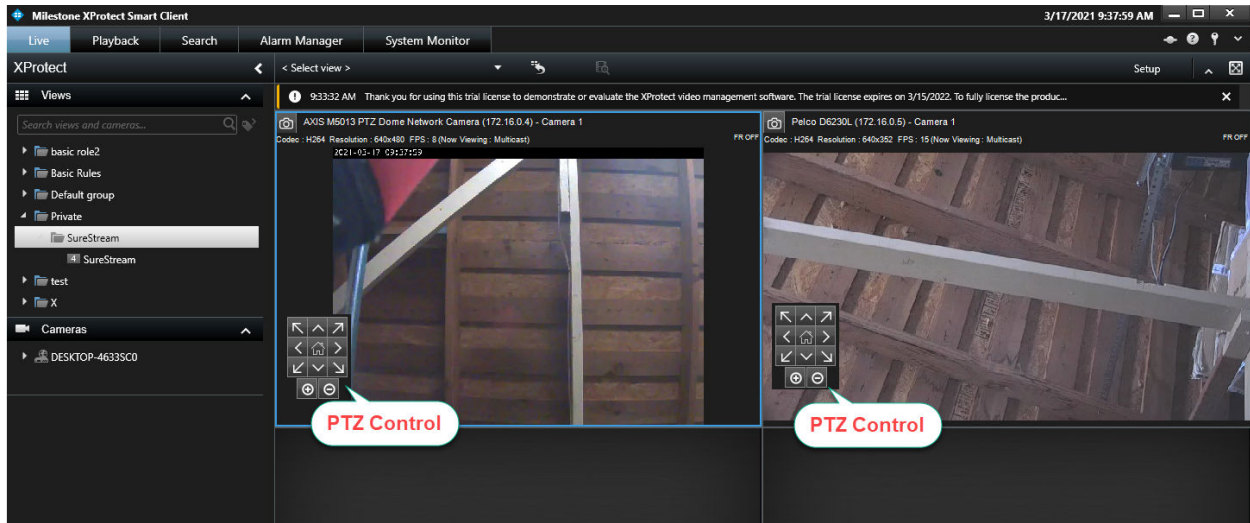 Milestone XProtect Smart Client
3/17/2021 9:37:59 AM
Live Playback Search Alarm Manager System Monitor
XProtect
< Select view >
Setup
Views
9:33:32 AM Thank you for using this trial license to demonstrate or evaluate the XProtect video management software. The trial license expires on 3/15/2022. To fully license the produc...
Search views and cameras...
AXIS M5013 PTZ Dome Network Camera (172.16.0.4) - Camera 1
Codec : H264 Resolution : 640x480 FPS : 8 (Now Viewing : Multicast)
FR OFF
2021-03-17 09:37:59
Pelco D6230L (172.16.0.5) - Camera 1
Codec : H264 Resolution : 640x352 FPS : 15 (Now Viewing : Multicast)
FR OFF
basic role2
Basic Rules
Default group
Private
SureStream
4 SureStream
test
X
Cameras
DESKTOP-4633SC0
PTZ Control
PTZ Control